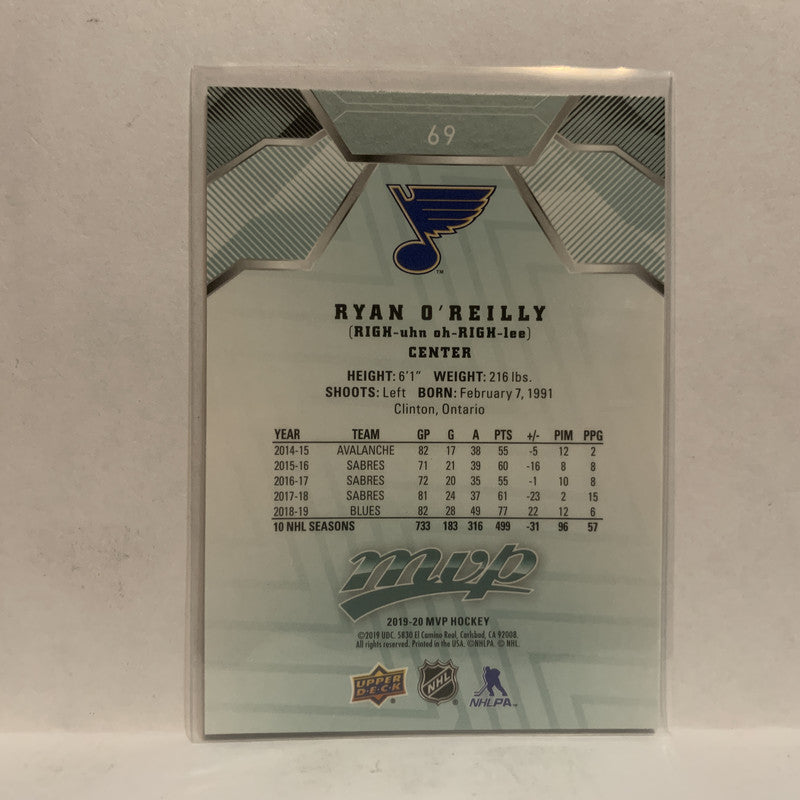 69
TM
RYAN O'REILLY
(RIGH-uhn oh-RIGH-lee)
CENTER
HEIGHT: 6'1" WEIGHT: 216 lbs.
SHOOTS: Left BORN: February 7, 1991
Clinton, Ontario
YEAR TEAM GP G A PTS +/- PIM PPG
2014-15 AVALANCHE 82 17 38 55 -5 12 2
2015-16 SABRES 71 21 39 60 -16 8 8
2016-17 SABRES 72 20 35 55 -1 10 8
2017-18 SABRES 81 24 37 61 -23 2 15
2018-19 BLUES 82 28 49 77 22 12 6
10 NHL SEASONS 733 183 316 499 -31 96 57
mvp
2019-20 MVP HOCKEY
©2019 UDC. 5830 El Camino Real, Carlsbad, CA 92008.
All rights reserved. Printed in the USA. ©NHLPA. © NHL.
UPPER DECK ®
NHL ®
NHLPA TM